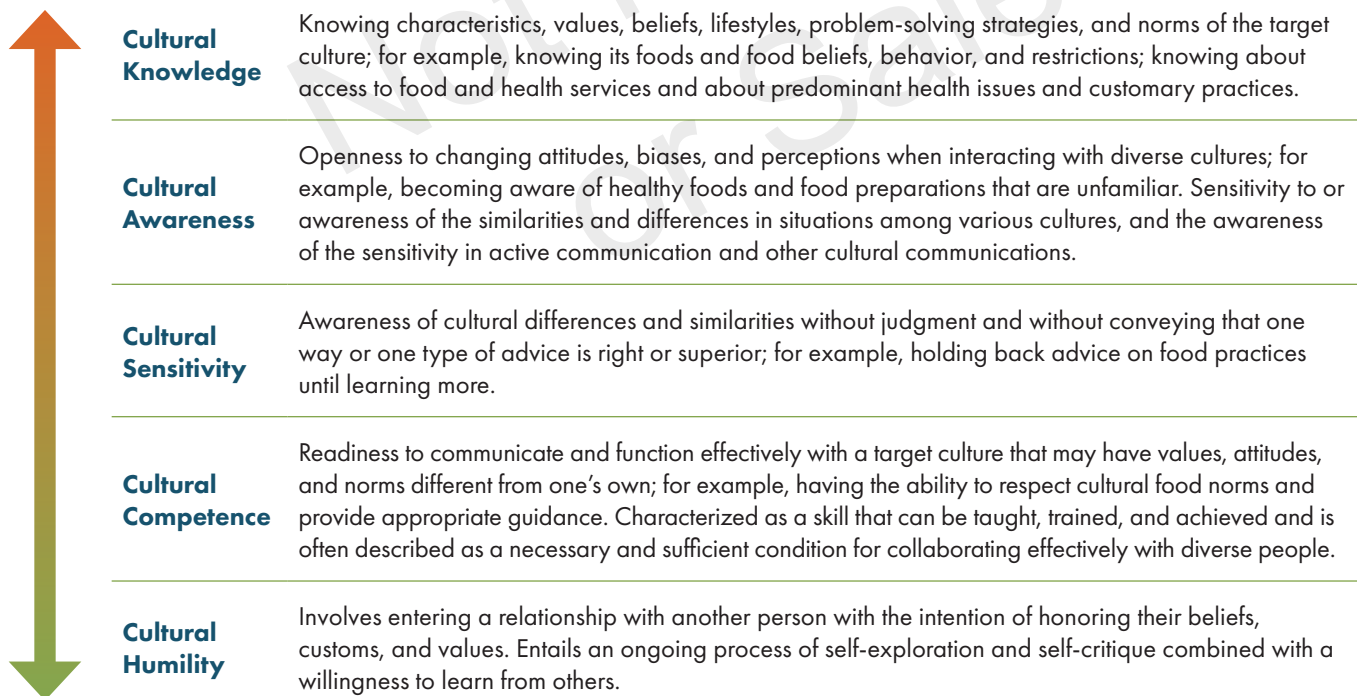 Cultural
Knowledge
Knowing characteristics, values, beliefs, lifestyles, problem-solving strategies, and norms of the target
culture; for example, knowing its foods and food beliefs, behavior, and restrictions; knowing about
access to food and health services and about predominant health issues and customary practices.
Cultural
Awareness
Openness to changing attitudes, biases, and perceptions when interacting with diverse cultures; for
example, becoming aware of healthy foods and food preparations that are unfamiliar. Sensitivity to or
awareness of the similarities and differences in situations among various cultures, and the awareness
of the sensitivity in active communication and other cultural communications.
Cultural
Sensitivity
Awareness of cultural differences and similarities without judgment and without conveying that one
way or one type of advice is right or superior; for example, holding back advice on food practices
until learning more.
Cultural
Competence
Readiness to communicate and function effectively with a target culture that may have values, attitudes,
and norms different from one’s own; for example, having the ability to respect cultural food norms and
provide appropriate guidance. Characterized as a skill that can be taught, trained, and achieved and is
often described as a necessary and sufficient condition for collaborating effectively with diverse people.
Cultural
Humility
Involves entering a relationship with another person with the intention of honoring their beliefs,
customs, and values. Entails an ongoing process of self-exploration and self-critique combined with a
willingness to learn from others.
Not
or Sale